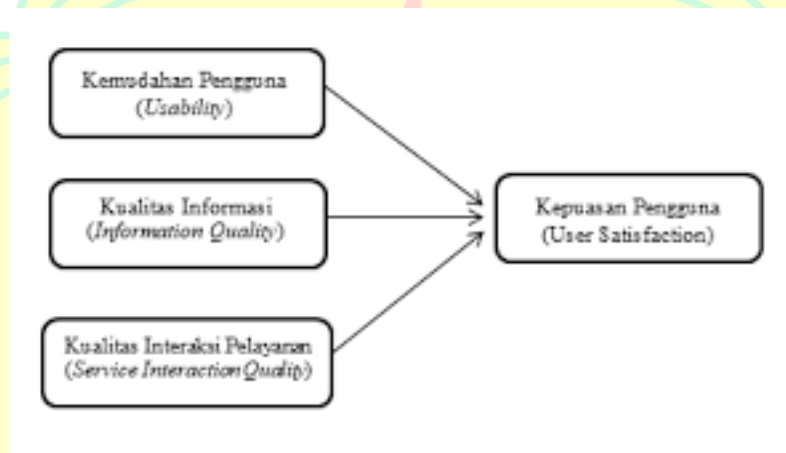 Kemudahan Pengguna
(Usability)
Kualitas Informasi
(Information Quality)
Kualitas Interaksi Pelayanan
(Service Interaction Quality)
Kepuasan Pengguna
(User Satisfaction)